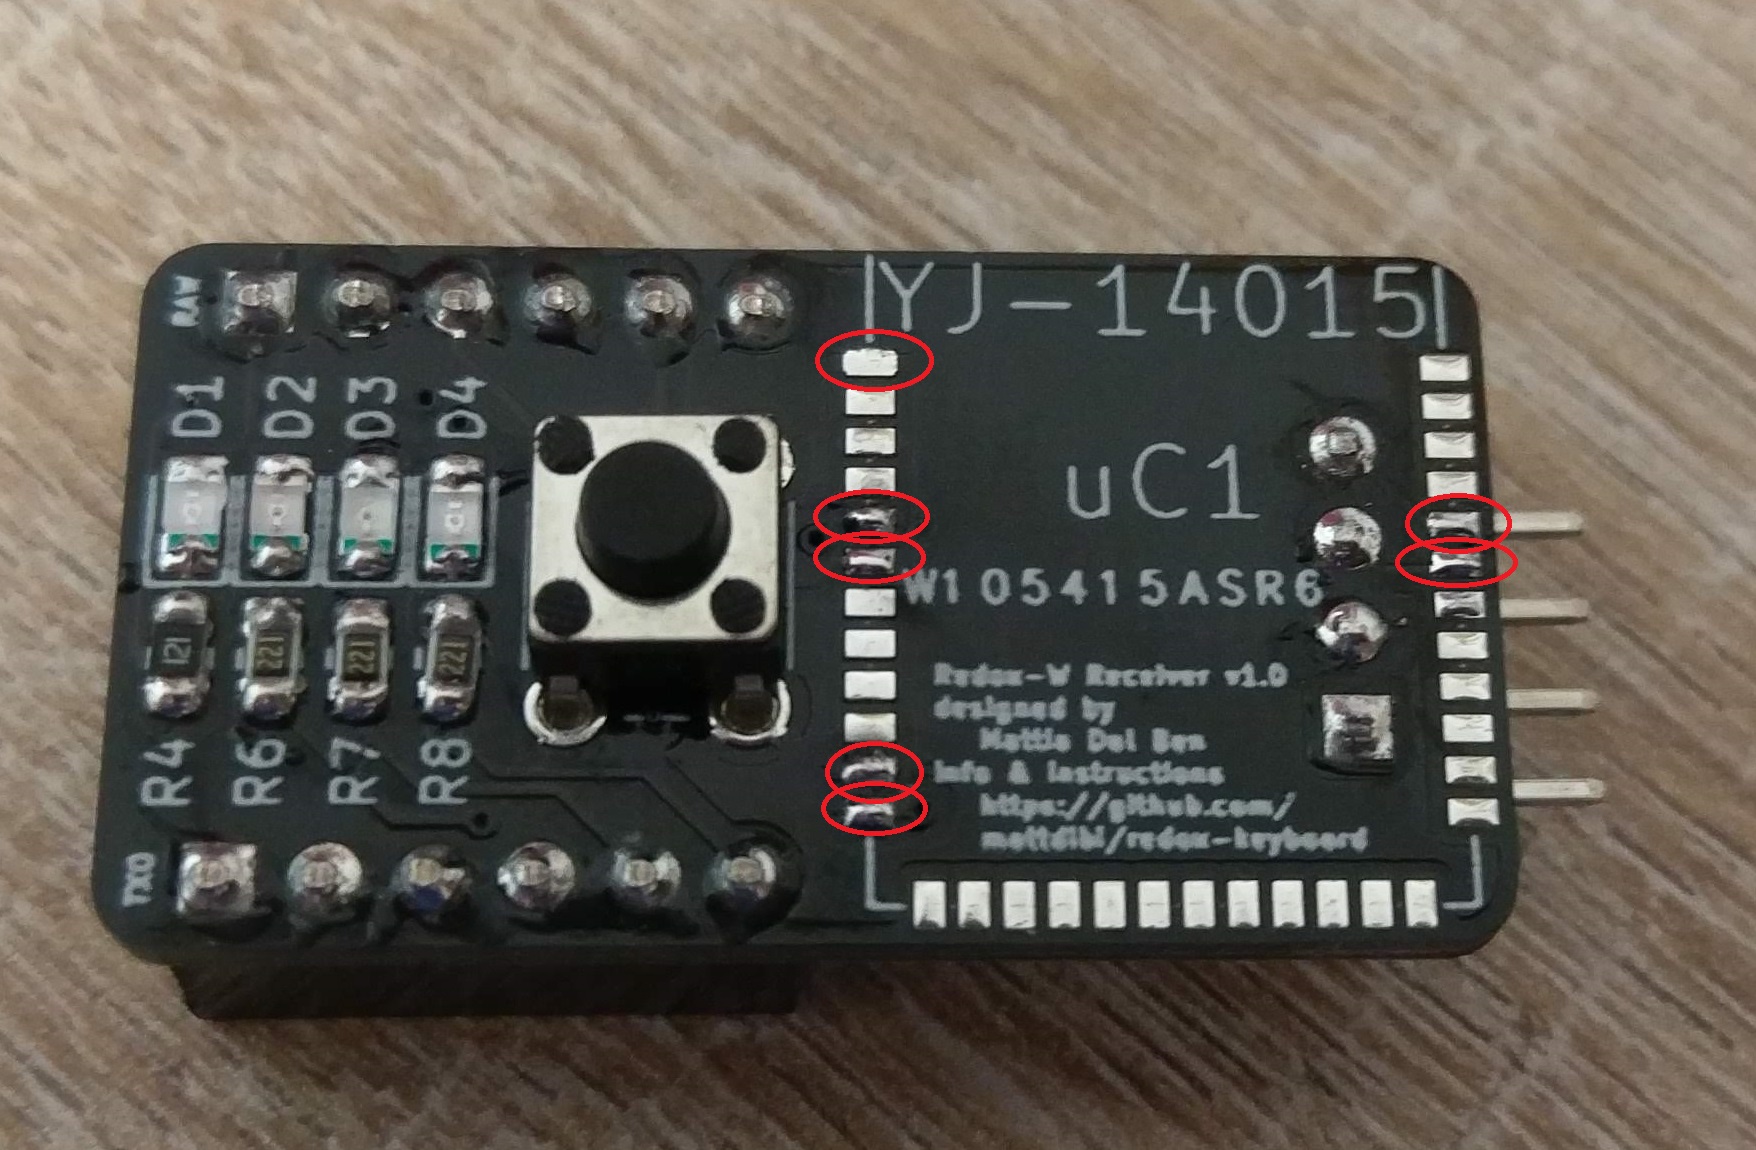 RAW
YJ-14015
D1 D2 D3 D4
uC1
W105415ASR6
121 221 221 221
Redox-W Receiver v1.0
designed by
Mattia Dal Ben
Info & instructions
https://github.com/
mattdibi/redox-keyboard
R4 R6 R7 R8
TXO